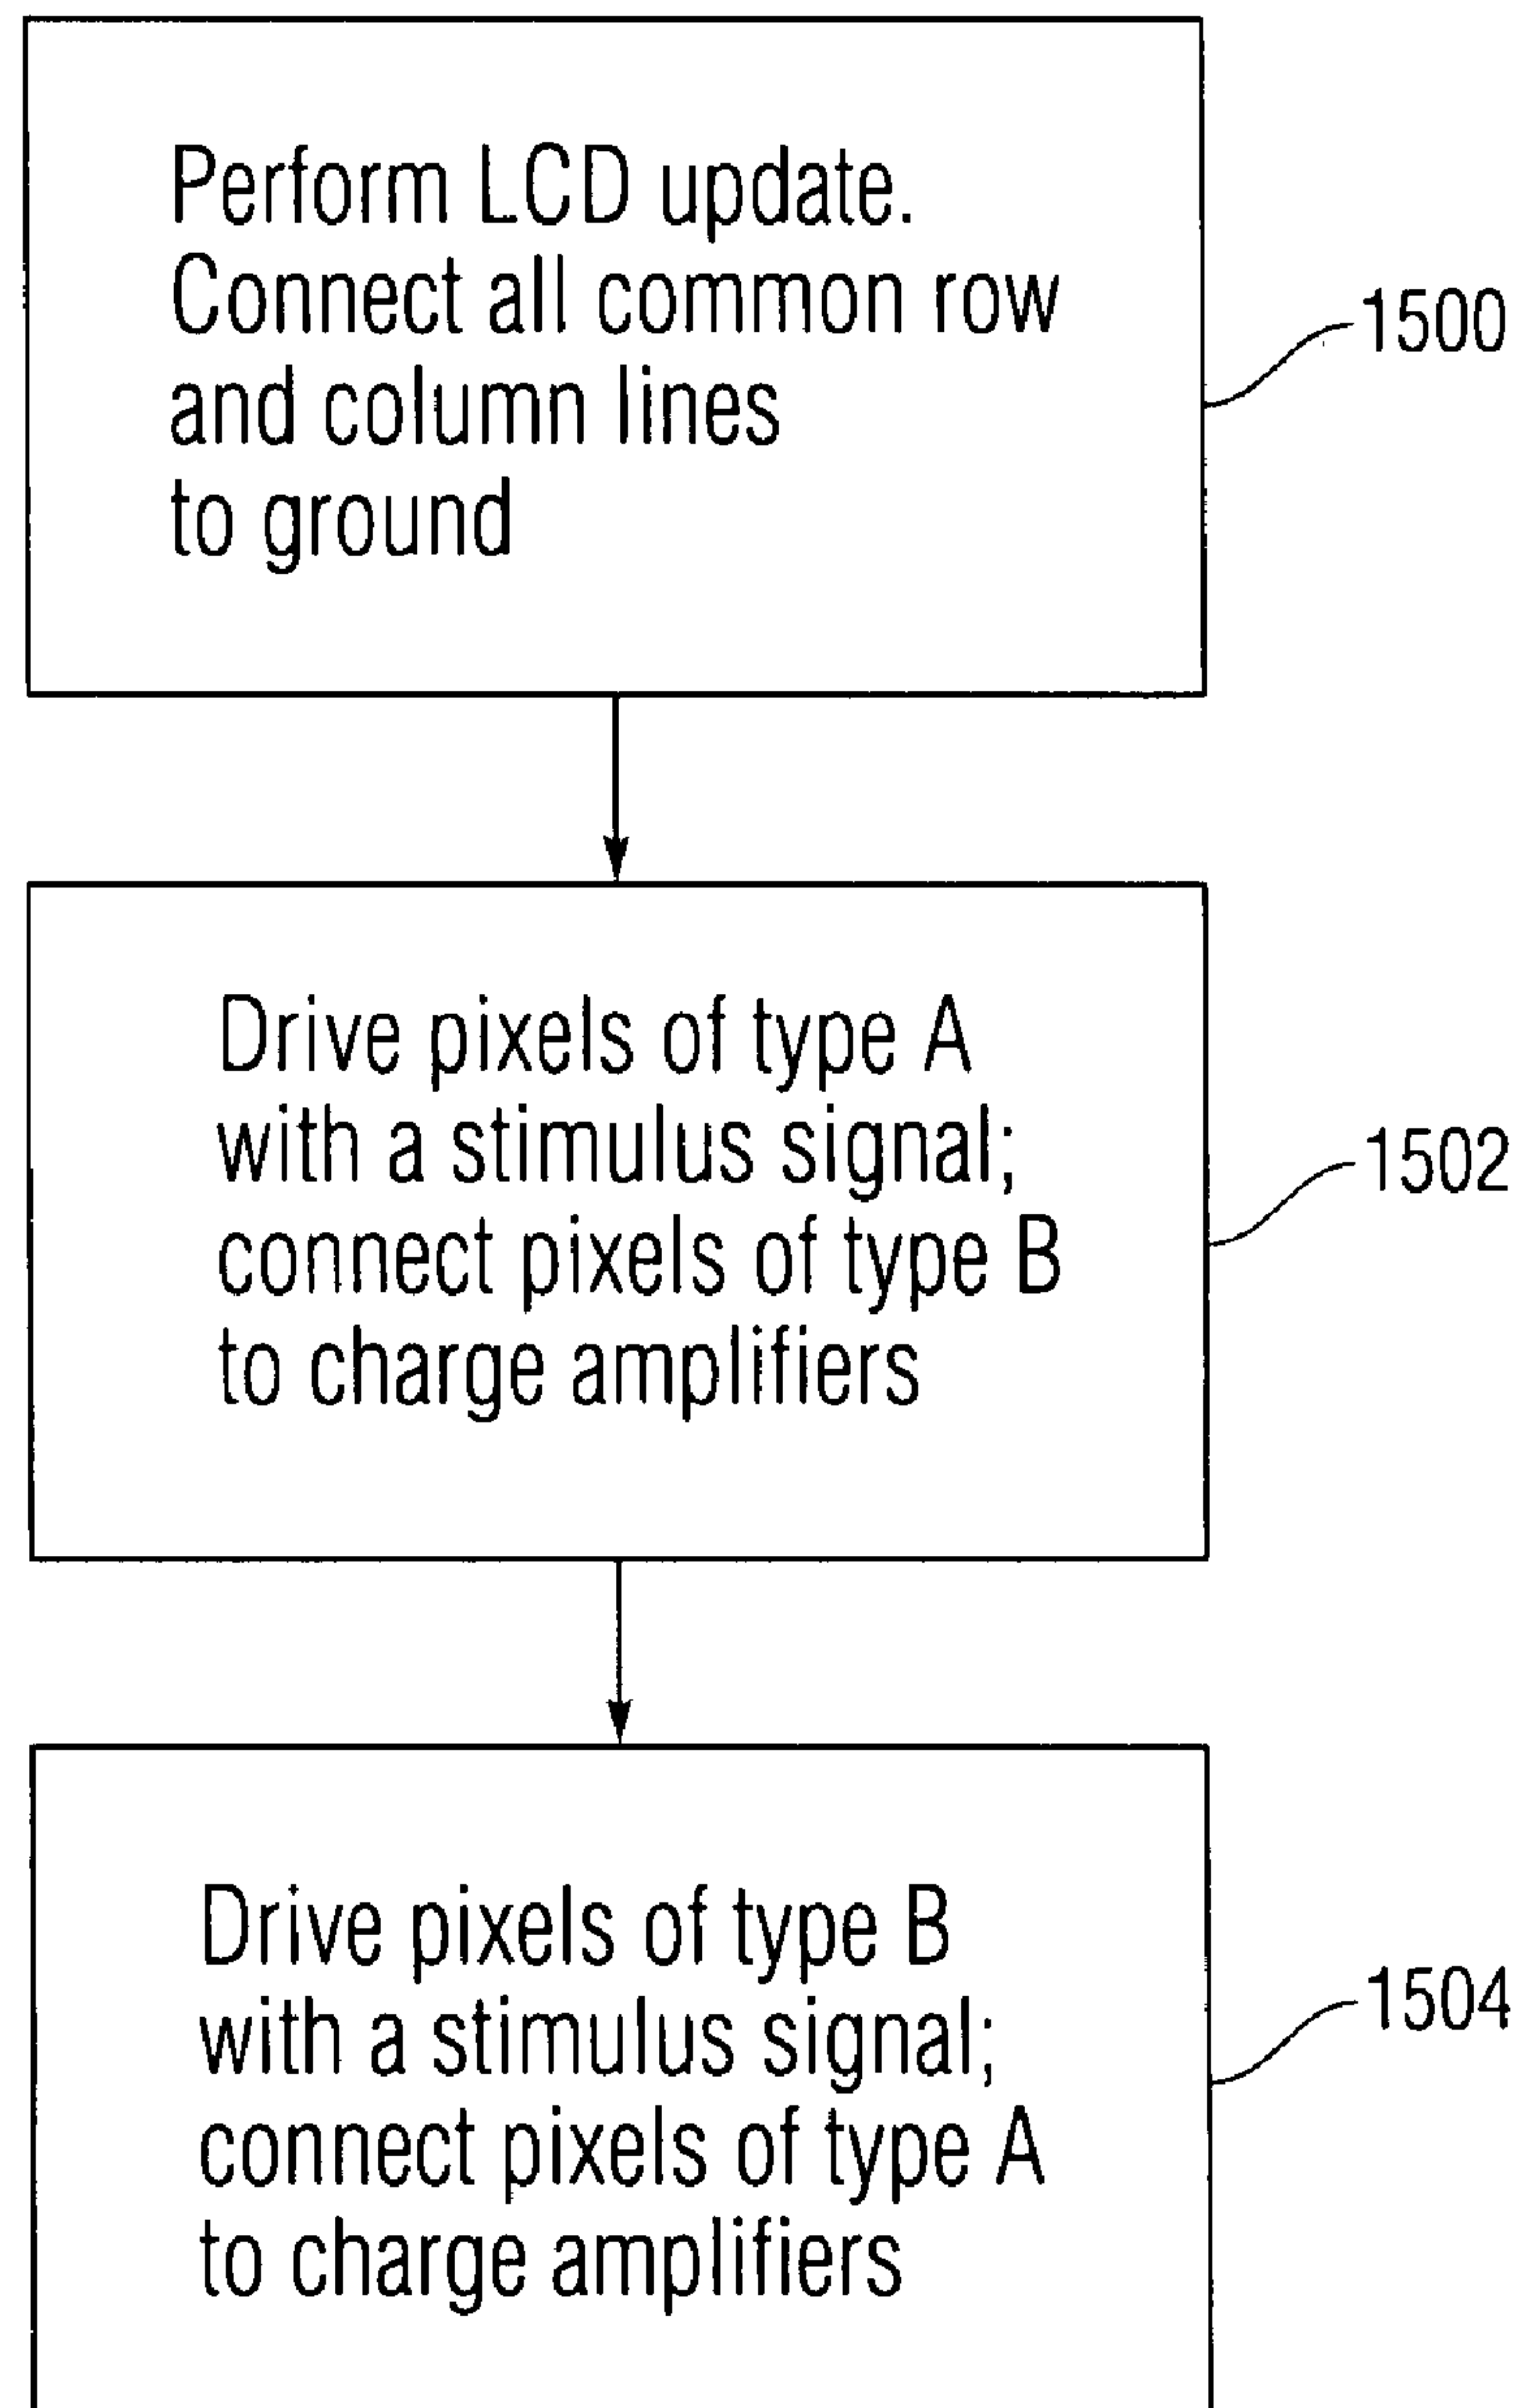 Perform LCD update.
Connect all common row
and column lines
to ground
1500
Drive pixels of type A
with a stimulus signal;
connect pixels of type B
to charge amplifiers
1502
Drive pixels of type B
with a stimulus signal;
connect pixels of type A
to charge amplifiers
1504